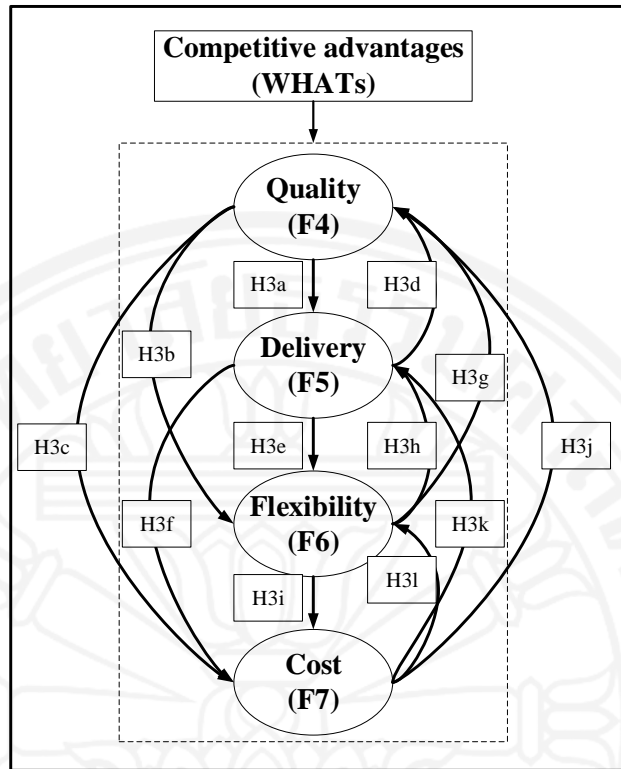 Competitive advantages
(WHATs)
Quality
(F4)
H3a
H3d
H3b
Delivery
(F5)
H3g
H3c
H3e
H3h
H3j
H3f
Flexibility
(F6)
H3k
H3i
H3l
Cost
(F7)